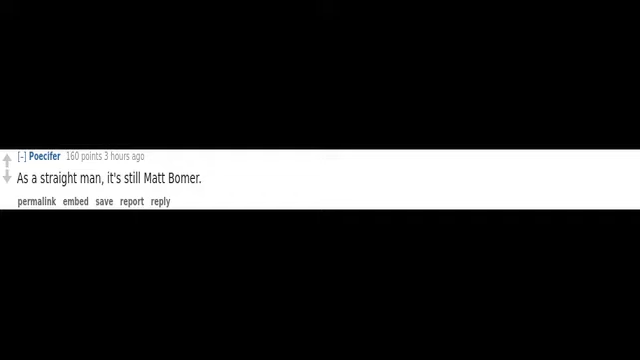 [-] Poecifer 160 points 3 hours ago
As a straight man, it's still Matt Bomer.
permalink embed save report reply